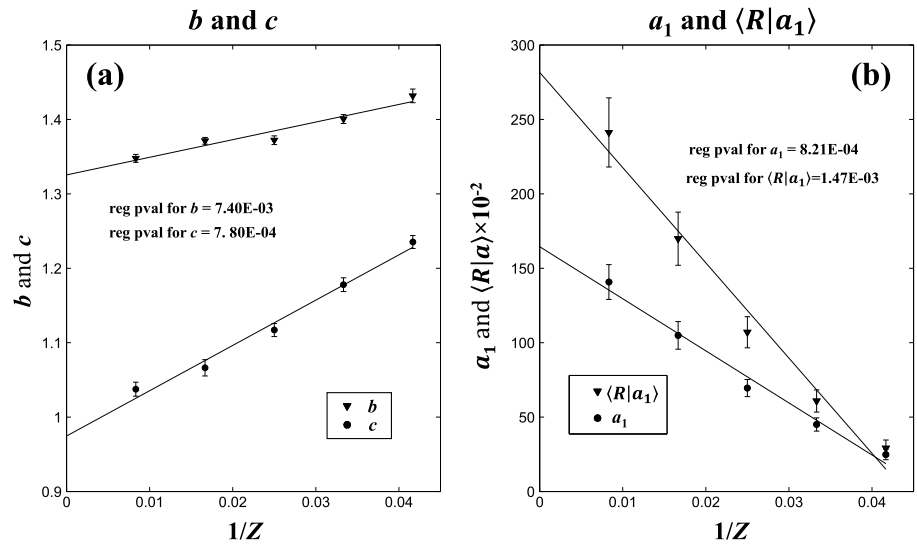 b and c
(a)
1.5
1.4
1.3
1.2
1.1
1
0.9
b and c
reg pval for b = 7.40E-03
reg pval for c = 7. 80E-04
b
c
0
0.01
0.02
0.03
0.04
1/Z
a₁ and ⟨R|a₁⟩
(b)
300
250
200
150
100
50
0
a₁ and ⟨R|a⟩×10⁻²
reg pval for a₁ = 8.21E-04
reg pval for ⟨R|a₁⟩=1.47E-03
⟨R|a₁⟩
a₁
0
0.01
0.02
0.03
0.04
1/Z